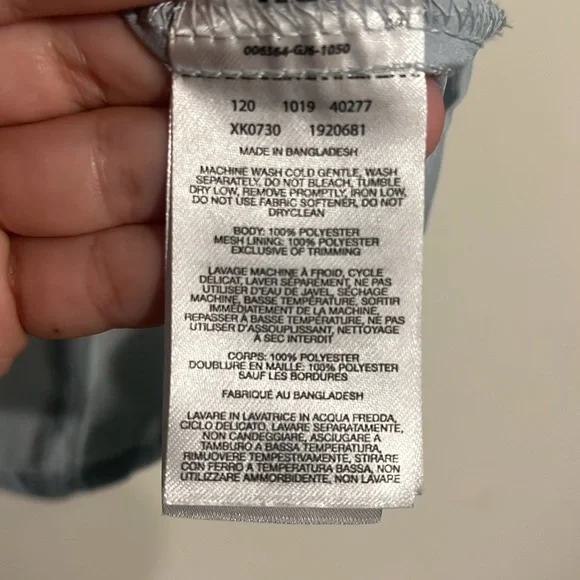 006364-GJ6-1050
120 1019 40277
XK0730 1920681
MADE IN BANGLADESH
MACHINE WASH COLD GENTLE, WASH
SEPARATELY, DO NOT BLEACH, TUMBLE
DRY LOW, REMOVE PROMPTLY, IRON LOW,
DO NOT USE FABRIC SOFTENER, DO NOT
DRYCLEAN
BODY: 100% POLYESTER
MESH LINING: 100% POLYESTER
EXCLUSIVE OF TRIMMING
LAVAGE MACHINE À FROID, CYCLE
DÉLICAT, LAVER SÉPARÉMENT, NE PAS
UTILISER D'EAU DE JAVEL, SÉCHAGE
MACHINE, BASSE TEMPÉRATURE, SORTIR
IMMÉDIATEMENT DE LA MACHINE,
REPASSER À BASSE TEMPÉRATURE, NE PAS
UTILISER D'ASSOUPLISSANT, NETTOYAGE
À SEC INTERDIT
CORPS: 100% POLYESTER
DOUBLURE EN MAILLE: 100% POLYESTER
SAUF LES BORDURES
FABRIQUÉ AU BANGLADESH
LAVARE IN LAVATRICE IN ACQUA FREDDA,
CICLO DELICATO, LAVARE SEPARATAMENTE,
NON CANDEGGIARE, ASCIUGARE A
TAMBURO A BASSA TEMPERATURA,
RIMUOVERE TEMPESTIVAMENTE, STIRARE
CON FERRO A TEMPERATURA BASSA, NON
UTILIZZARE AMMORBIDENTE, NON LAVARE